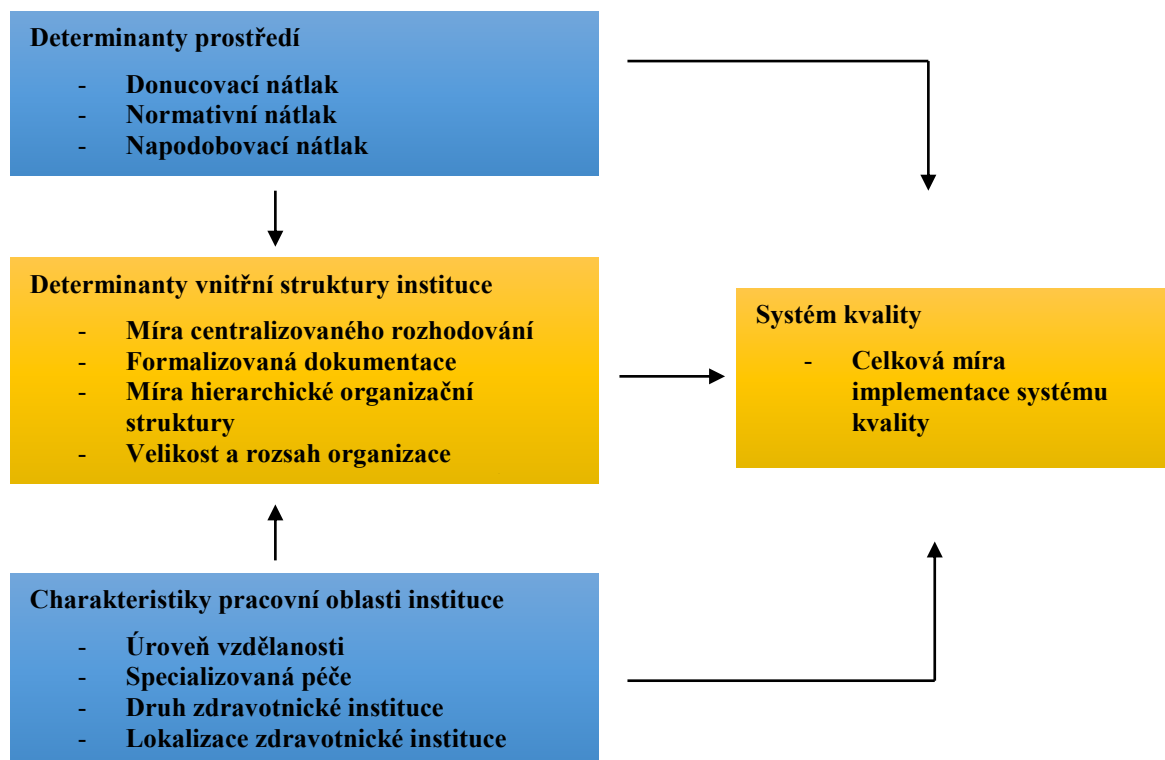 Determinanty prostředí
- Donucovací nátlak
- Normativní nátlak
- Napodobovací nátlak
Determinanty vnitřní struktury instituce
- Míra centralizovaného rozhodování
- Formalizovaná dokumentace
- Míra hierarchické organizační
struktury
- Velikost a rozsah organizace
Systém kvality
- Celková míra
implementace systému
kvality
Charakteristiky pracovní oblasti instituce
- Úroveň vzdělanosti
- Specializovaná péče
- Druh zdravotnické instituce
- Lokalizace zdravotnické instituce